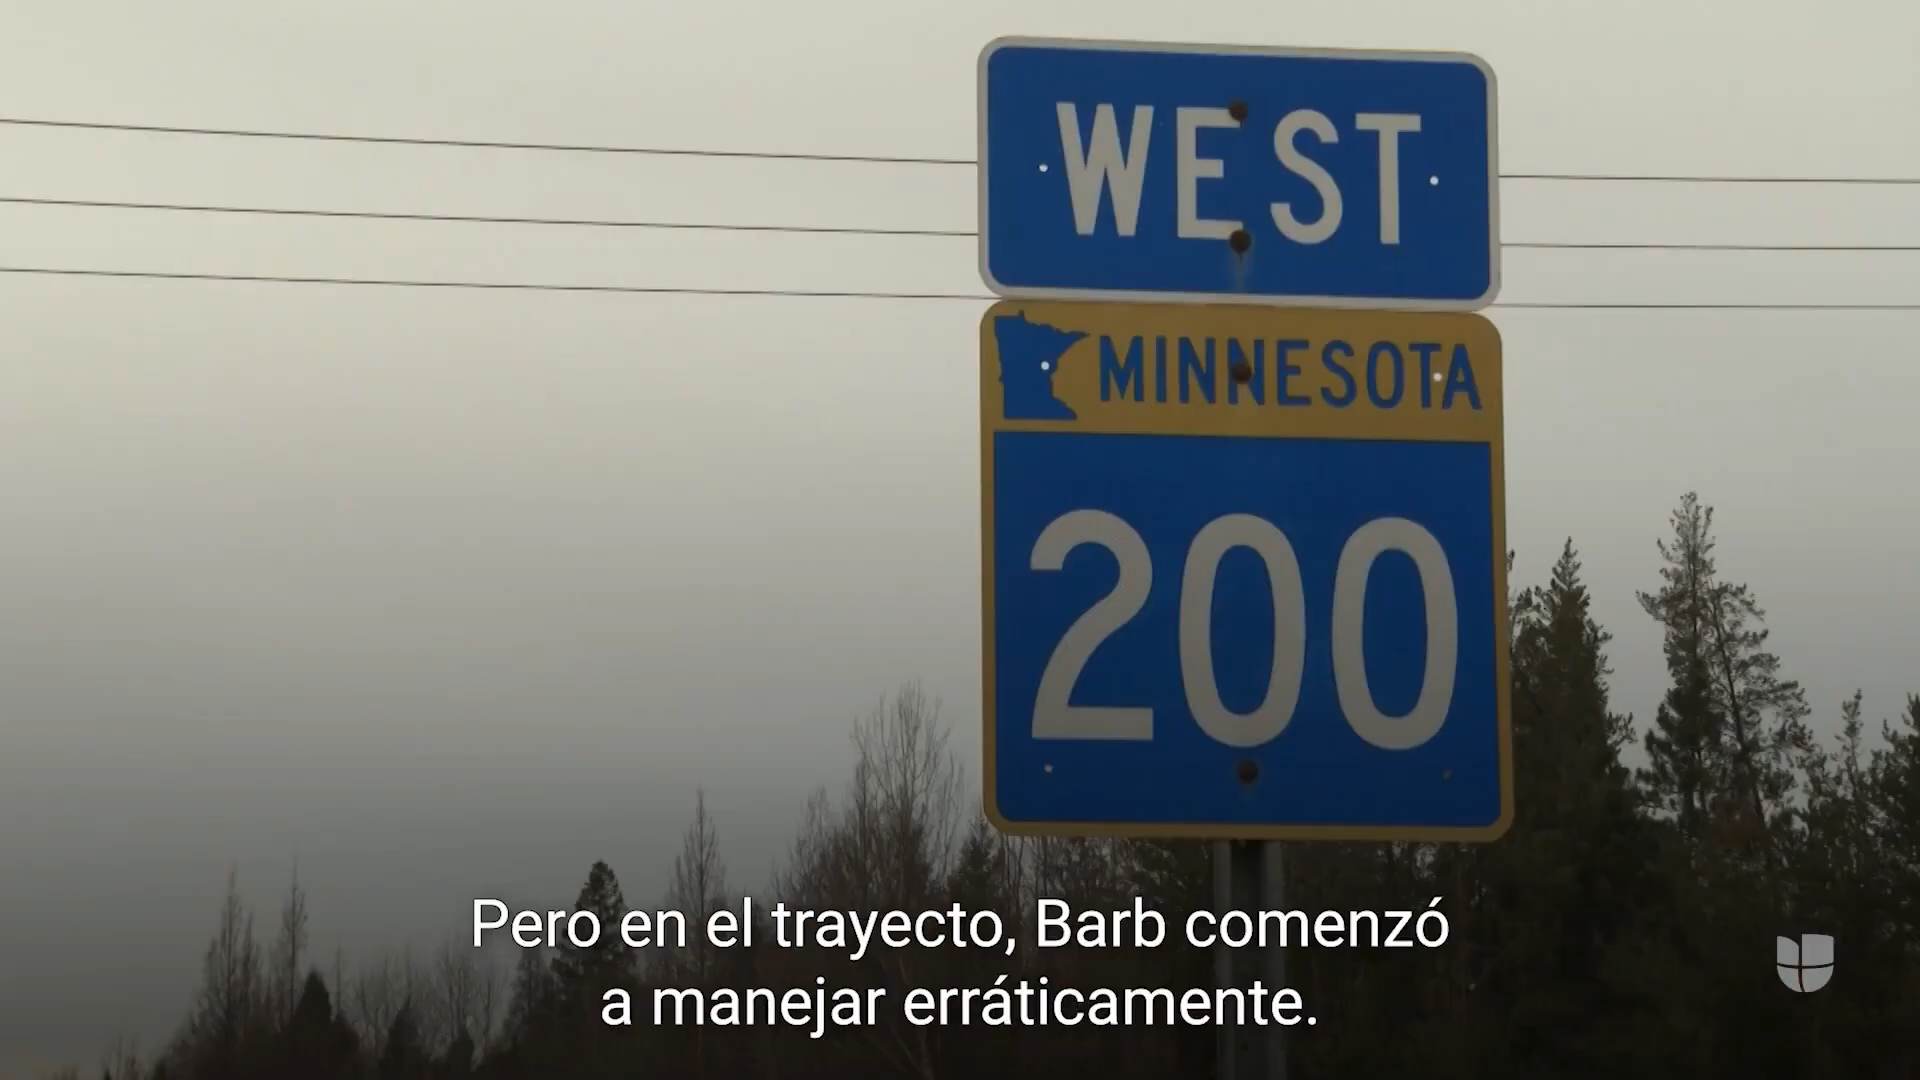 WEST
MINNESOTA
200
Pero en el trayecto, Barb comenzó
a manejar erráticamente.